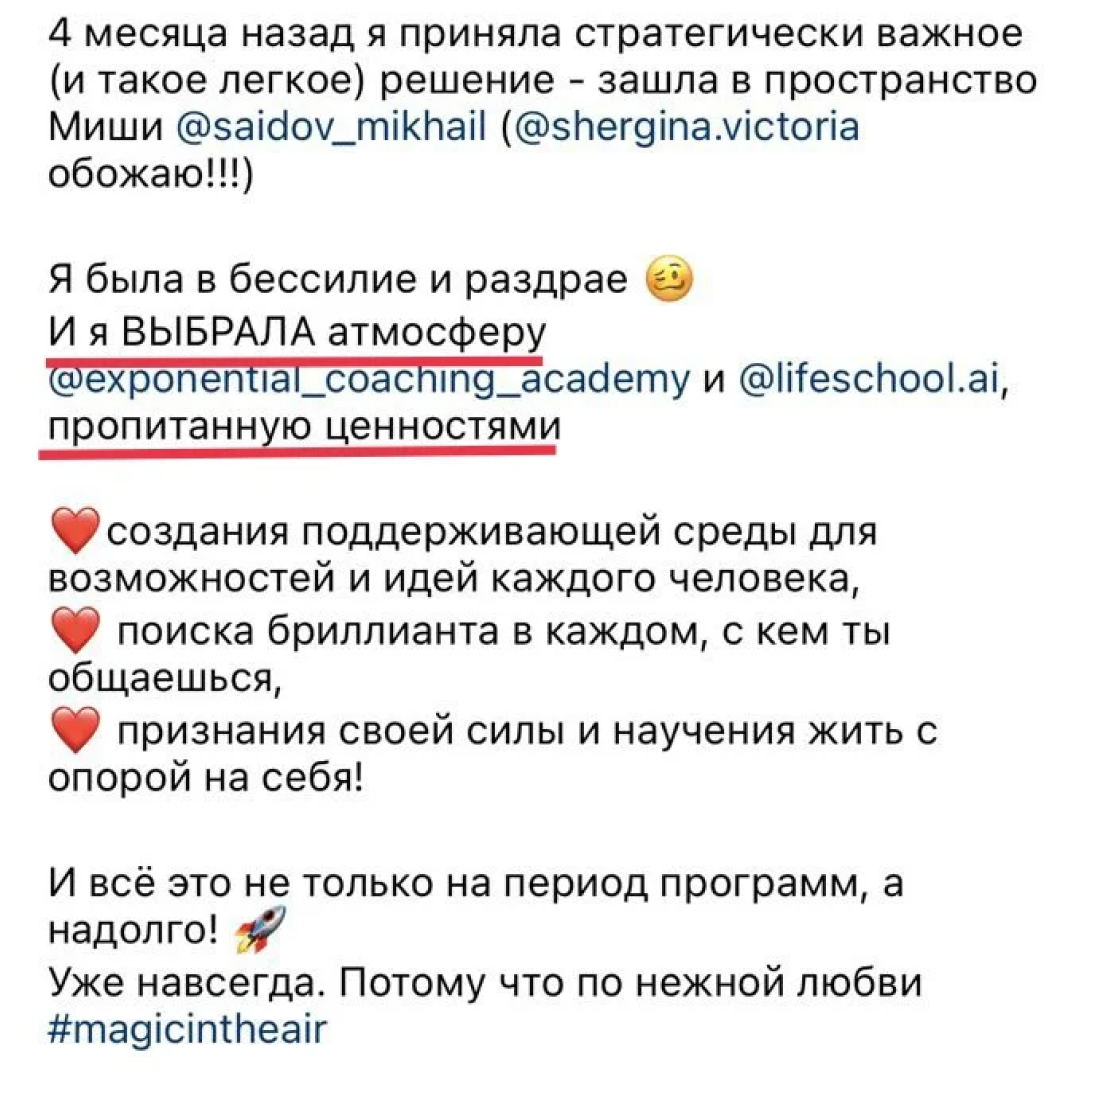 4 месяца назад я приняла стратегически важное
(и такое легкое) решение - зашла в пространство
Миши @saidov_mikhail (@shergina.victoria
обожаю!!!)
Я была в бессилие и раздрае 🥴
И я ВЫБРАЛА атмосферу
@exponential_coaching_academy и @lifeschool.ai,
пропитанную ценностями
❤️создания поддерживающей среды для
возможностей и идей каждого человека,
❤️ поиска бриллианта в каждом, с кем ты
общаешься,
❤️ признания своей силы и научения жить с
опорой на себя!
И всё это не только на период программ, а
надолго! 🚀
Уже навсегда. Потому что по нежной любви
#magicintheair